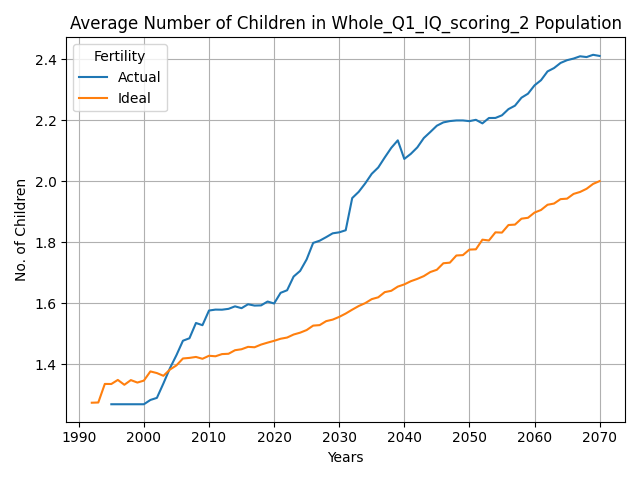 Average Number of Children in Whole_Q1_IQ_scoring_2 Population
Fertility
Actual
Ideal
No. of Children
2.4
2.2
2.0
1.8
1.6
1.4
1990 2000 2010 2020 2030 2040 2050 2060 2070
Years